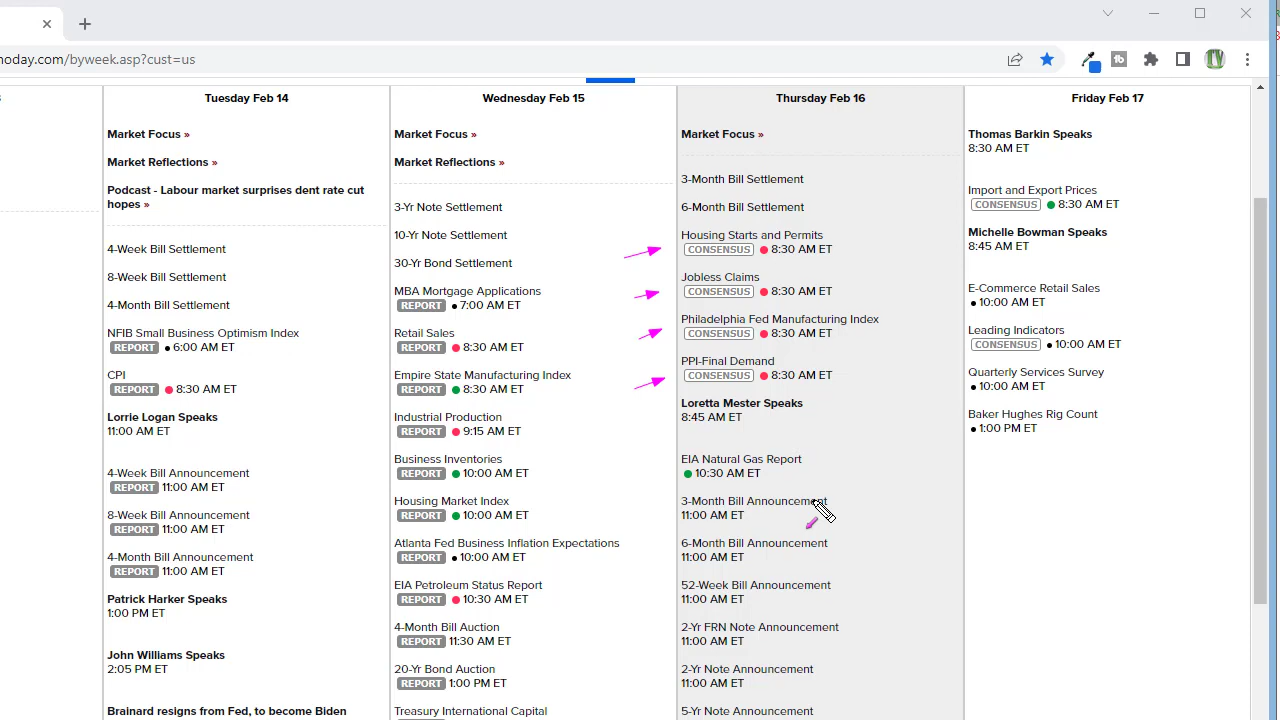 noday.com/byweek.asp?cust=us
Tuesday Feb 14
Market Focus »
Market Reflections »
Podcast - Labour market surprises dent rate cut
hopes »
4-Week Bill Settlement
8-Week Bill Settlement
4-Month Bill Settlement
NFIB Small Business Optimism Index
REPORT • 6:00 AM ET
CPI
REPORT • 8:30 AM ET
Lorrie Logan Speaks
11:00 AM ET
4-Week Bill Announcement
REPORT 11:00 AM ET
8-Week Bill Announcement
REPORT 11:00 AM ET
4-Month Bill Announcement
REPORT 11:00 AM ET
Patrick Harker Speaks
1:00 PM ET
John Williams Speaks
2:05 PM ET
Brainard resigns from Fed, to become Biden
Wednesday Feb 15
Market Focus »
Market Reflections »
3-Yr Note Settlement
10-Yr Note Settlement
30-Yr Bond Settlement
MBA Mortgage Applications
REPORT • 7:00 AM ET
Retail Sales
REPORT • 8:30 AM ET
Empire State Manufacturing Index
REPORT • 8:30 AM ET
Industrial Production
REPORT • 9:15 AM ET
Business Inventories
REPORT • 10:00 AM ET
Housing Market Index
REPORT • 10:00 AM ET
Atlanta Fed Business Inflation Expectations
REPORT • 10:00 AM ET
EIA Petroleum Status Report
REPORT • 10:30 AM ET
4-Month Bill Auction
REPORT 11:30 AM ET
20-Yr Bond Auction
REPORT 1:00 PM ET
Treasury International Capital
Thursday Feb 16
Market Focus »
3-Month Bill Settlement
6-Month Bill Settlement
Housing Starts and Permits
CONSENSUS • 8:30 AM ET
Jobless Claims
CONSENSUS • 8:30 AM ET
Philadelphia Fed Manufacturing Index
CONSENSUS • 8:30 AM ET
PPI-Final Demand
CONSENSUS • 8:30 AM ET
Loretta Mester Speaks
8:45 AM ET
EIA Natural Gas Report
• 10:30 AM ET
3-Month Bill Announcement
11:00 AM ET
6-Month Bill Announcement
11:00 AM ET
52-Week Bill Announcement
11:00 AM ET
2-Yr FRN Note Announcement
11:00 AM ET
2-Yr Note Announcement
11:00 AM ET
5-Yr Note Announcement
Friday Feb 17
Thomas Barkin Speaks
8:30 AM ET
Import and Export Prices
CONSENSUS • 8:30 AM ET
Michelle Bowman Speaks
8:45 AM ET
E-Commerce Retail Sales
• 10:00 AM ET
Leading Indicators
CONSENSUS • 10:00 AM ET
Quarterly Services Survey
• 10:00 AM ET
Baker Hughes Rig Count
• 1:00 PM ET